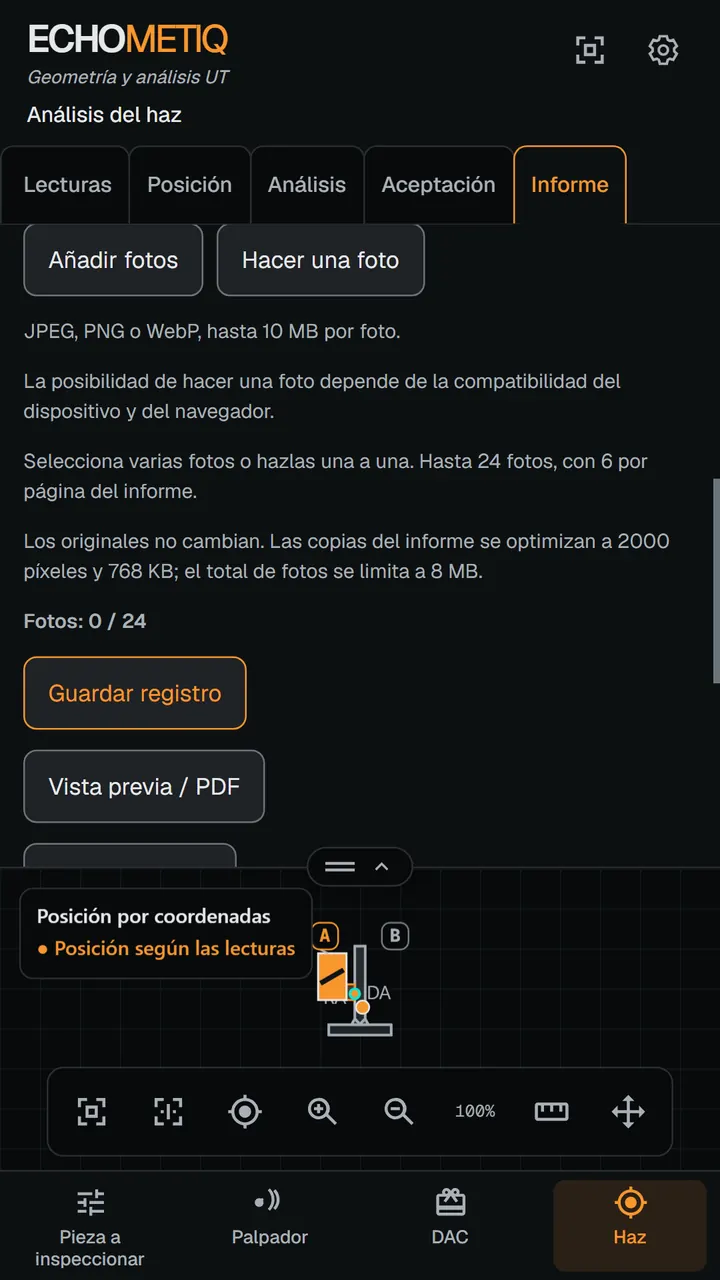 ECHOMETIQ
Geometría y análisis UT
Análisis del haz
Lecturas
Posición
Análisis
Aceptación
Informe
Añadir fotos
Hacer una foto
JPEG, PNG o WebP, hasta 10 MB por foto.
La posibilidad de hacer una foto depende de la compatibilidad del
dispositivo y del navegador.
Selecciona varias fotos o hazlas una a una. Hasta 24 fotos, con 6 por
página del informe.
Los originales no cambian. Las copias del informe se optimizan a 2000
píxeles y 768 KB; el total de fotos se limita a 8 MB.
Fotos: 0 / 24
Guardar registro
Vista previa / PDF
Posición por coordenadas
Posición según las lecturas
A
B
DA
100%
Pieza a
inspeccionar
Palpador
DAC
Haz